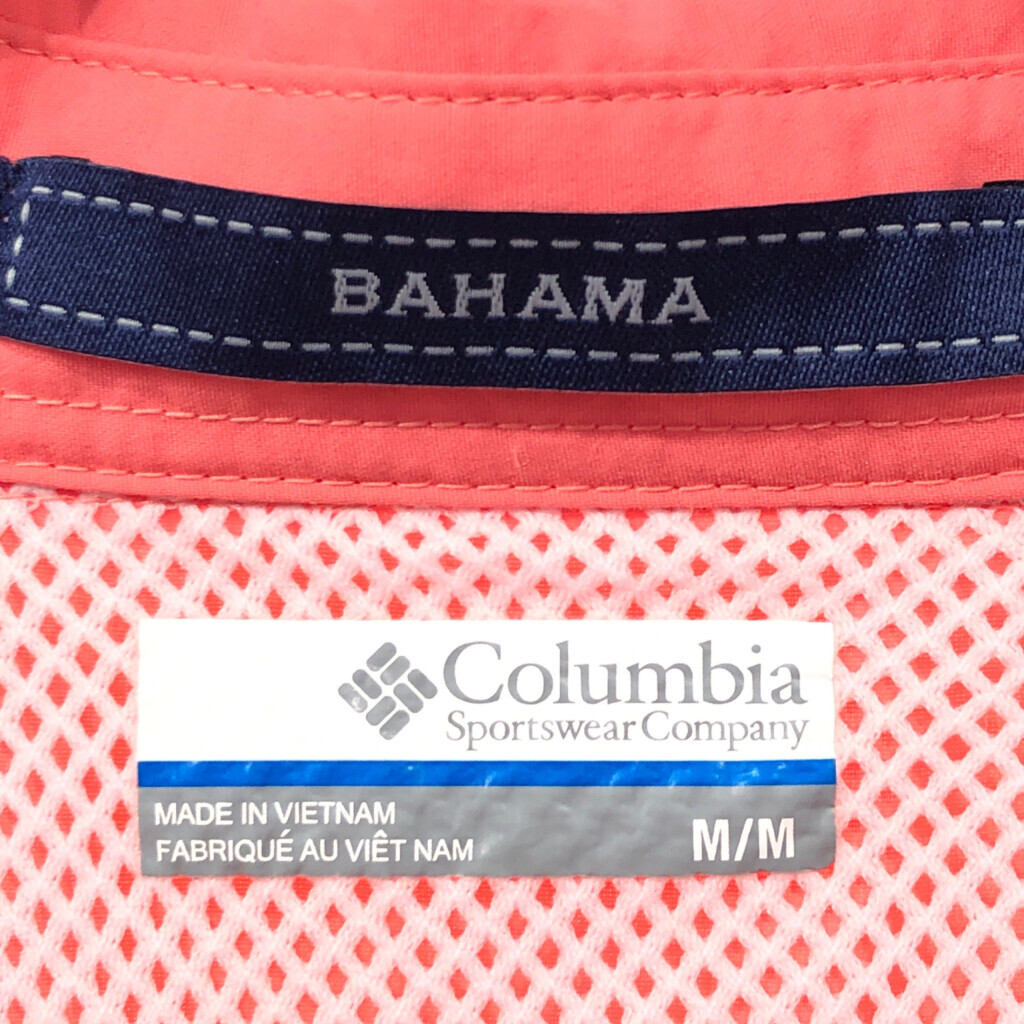 BAHAMA
Columbia
Sportswear Company
MADE IN VIETNAM
FABRIQUÉ AU VIÊT NAM
M/M